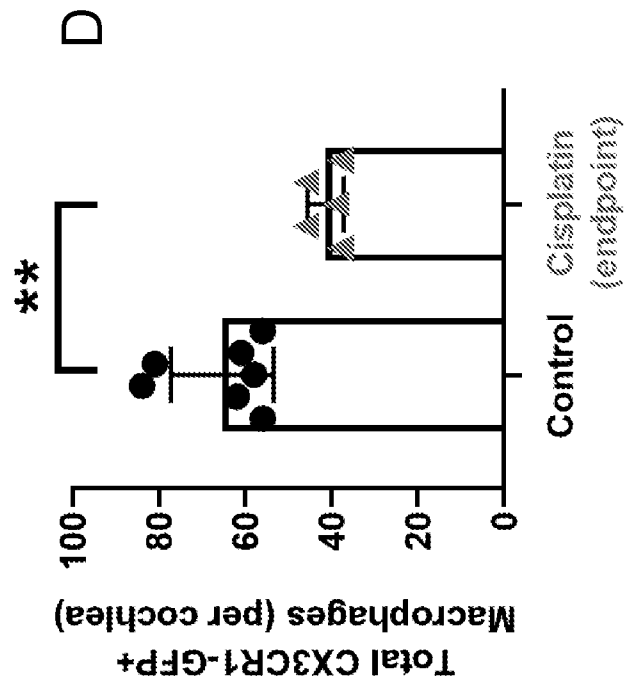 D
**
Total CX3CR1-GFP+
Macrophages (per cochlea)
100
80
60
40
20
0
Control
Cisplatin
(endpoint)